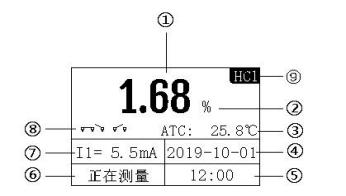 ①
HCl ⑨
1.68 % ②
⑧ ATC: 25.8℃ ③
⑦ I1= 5.5mA 2019-10-01 ④
⑥ 正在测量 12:00 ⑤